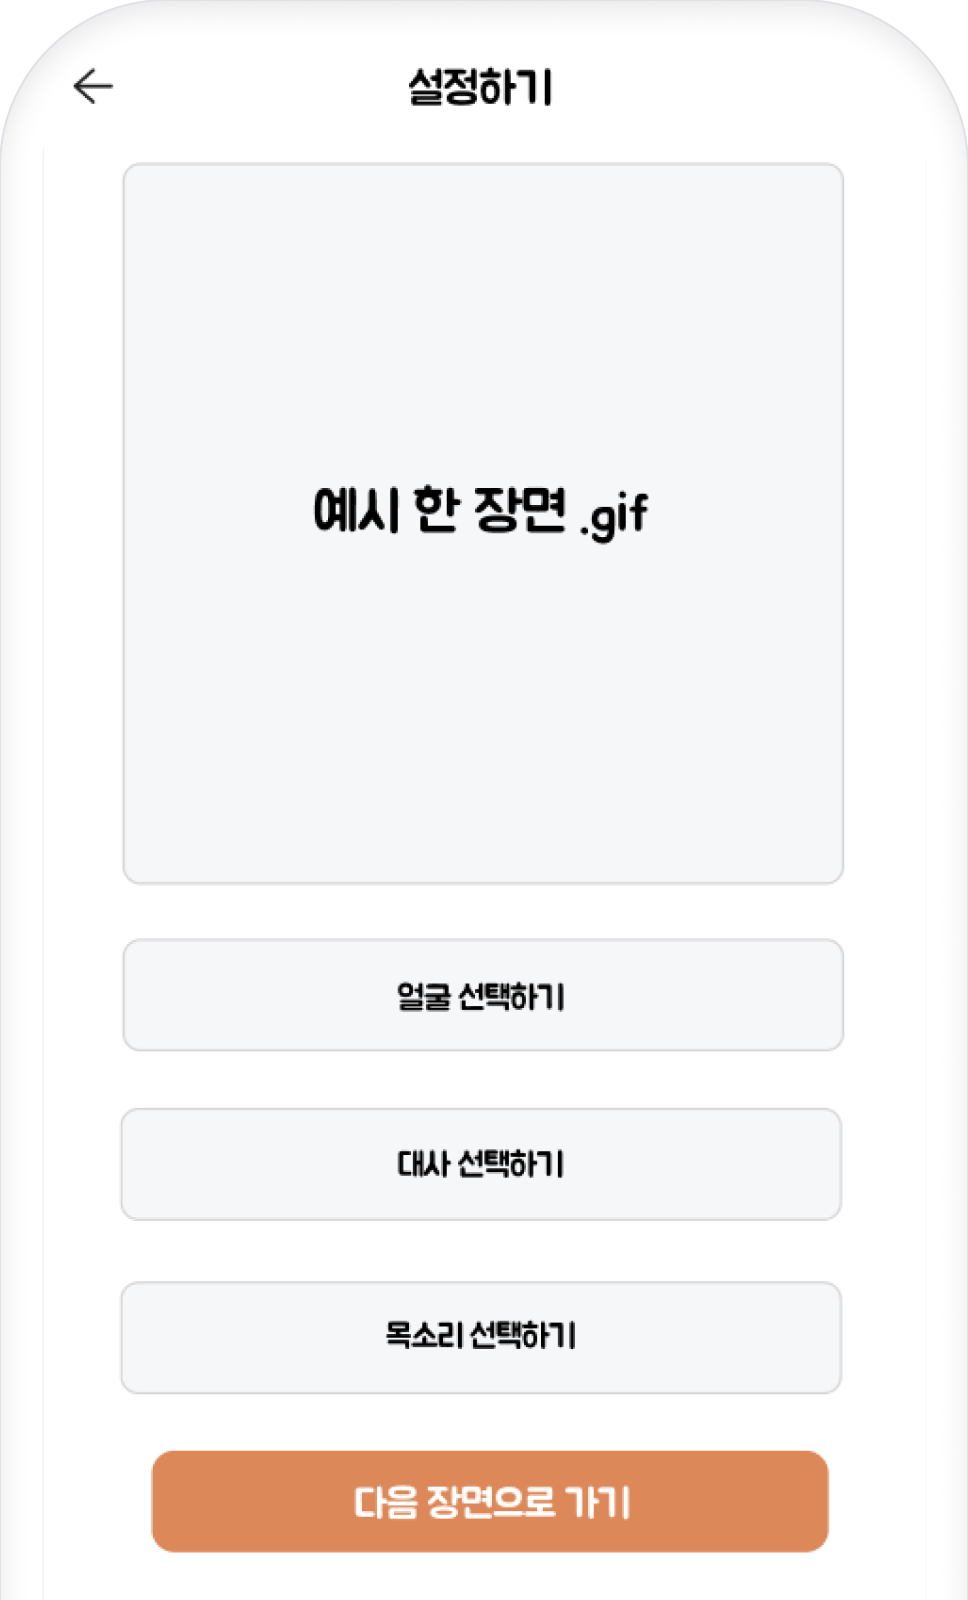 설정하기
예시 한 장면 .gif
얼굴 선택하기
대사 선택하기
목소리 선택하기
다음 장면으로 가기